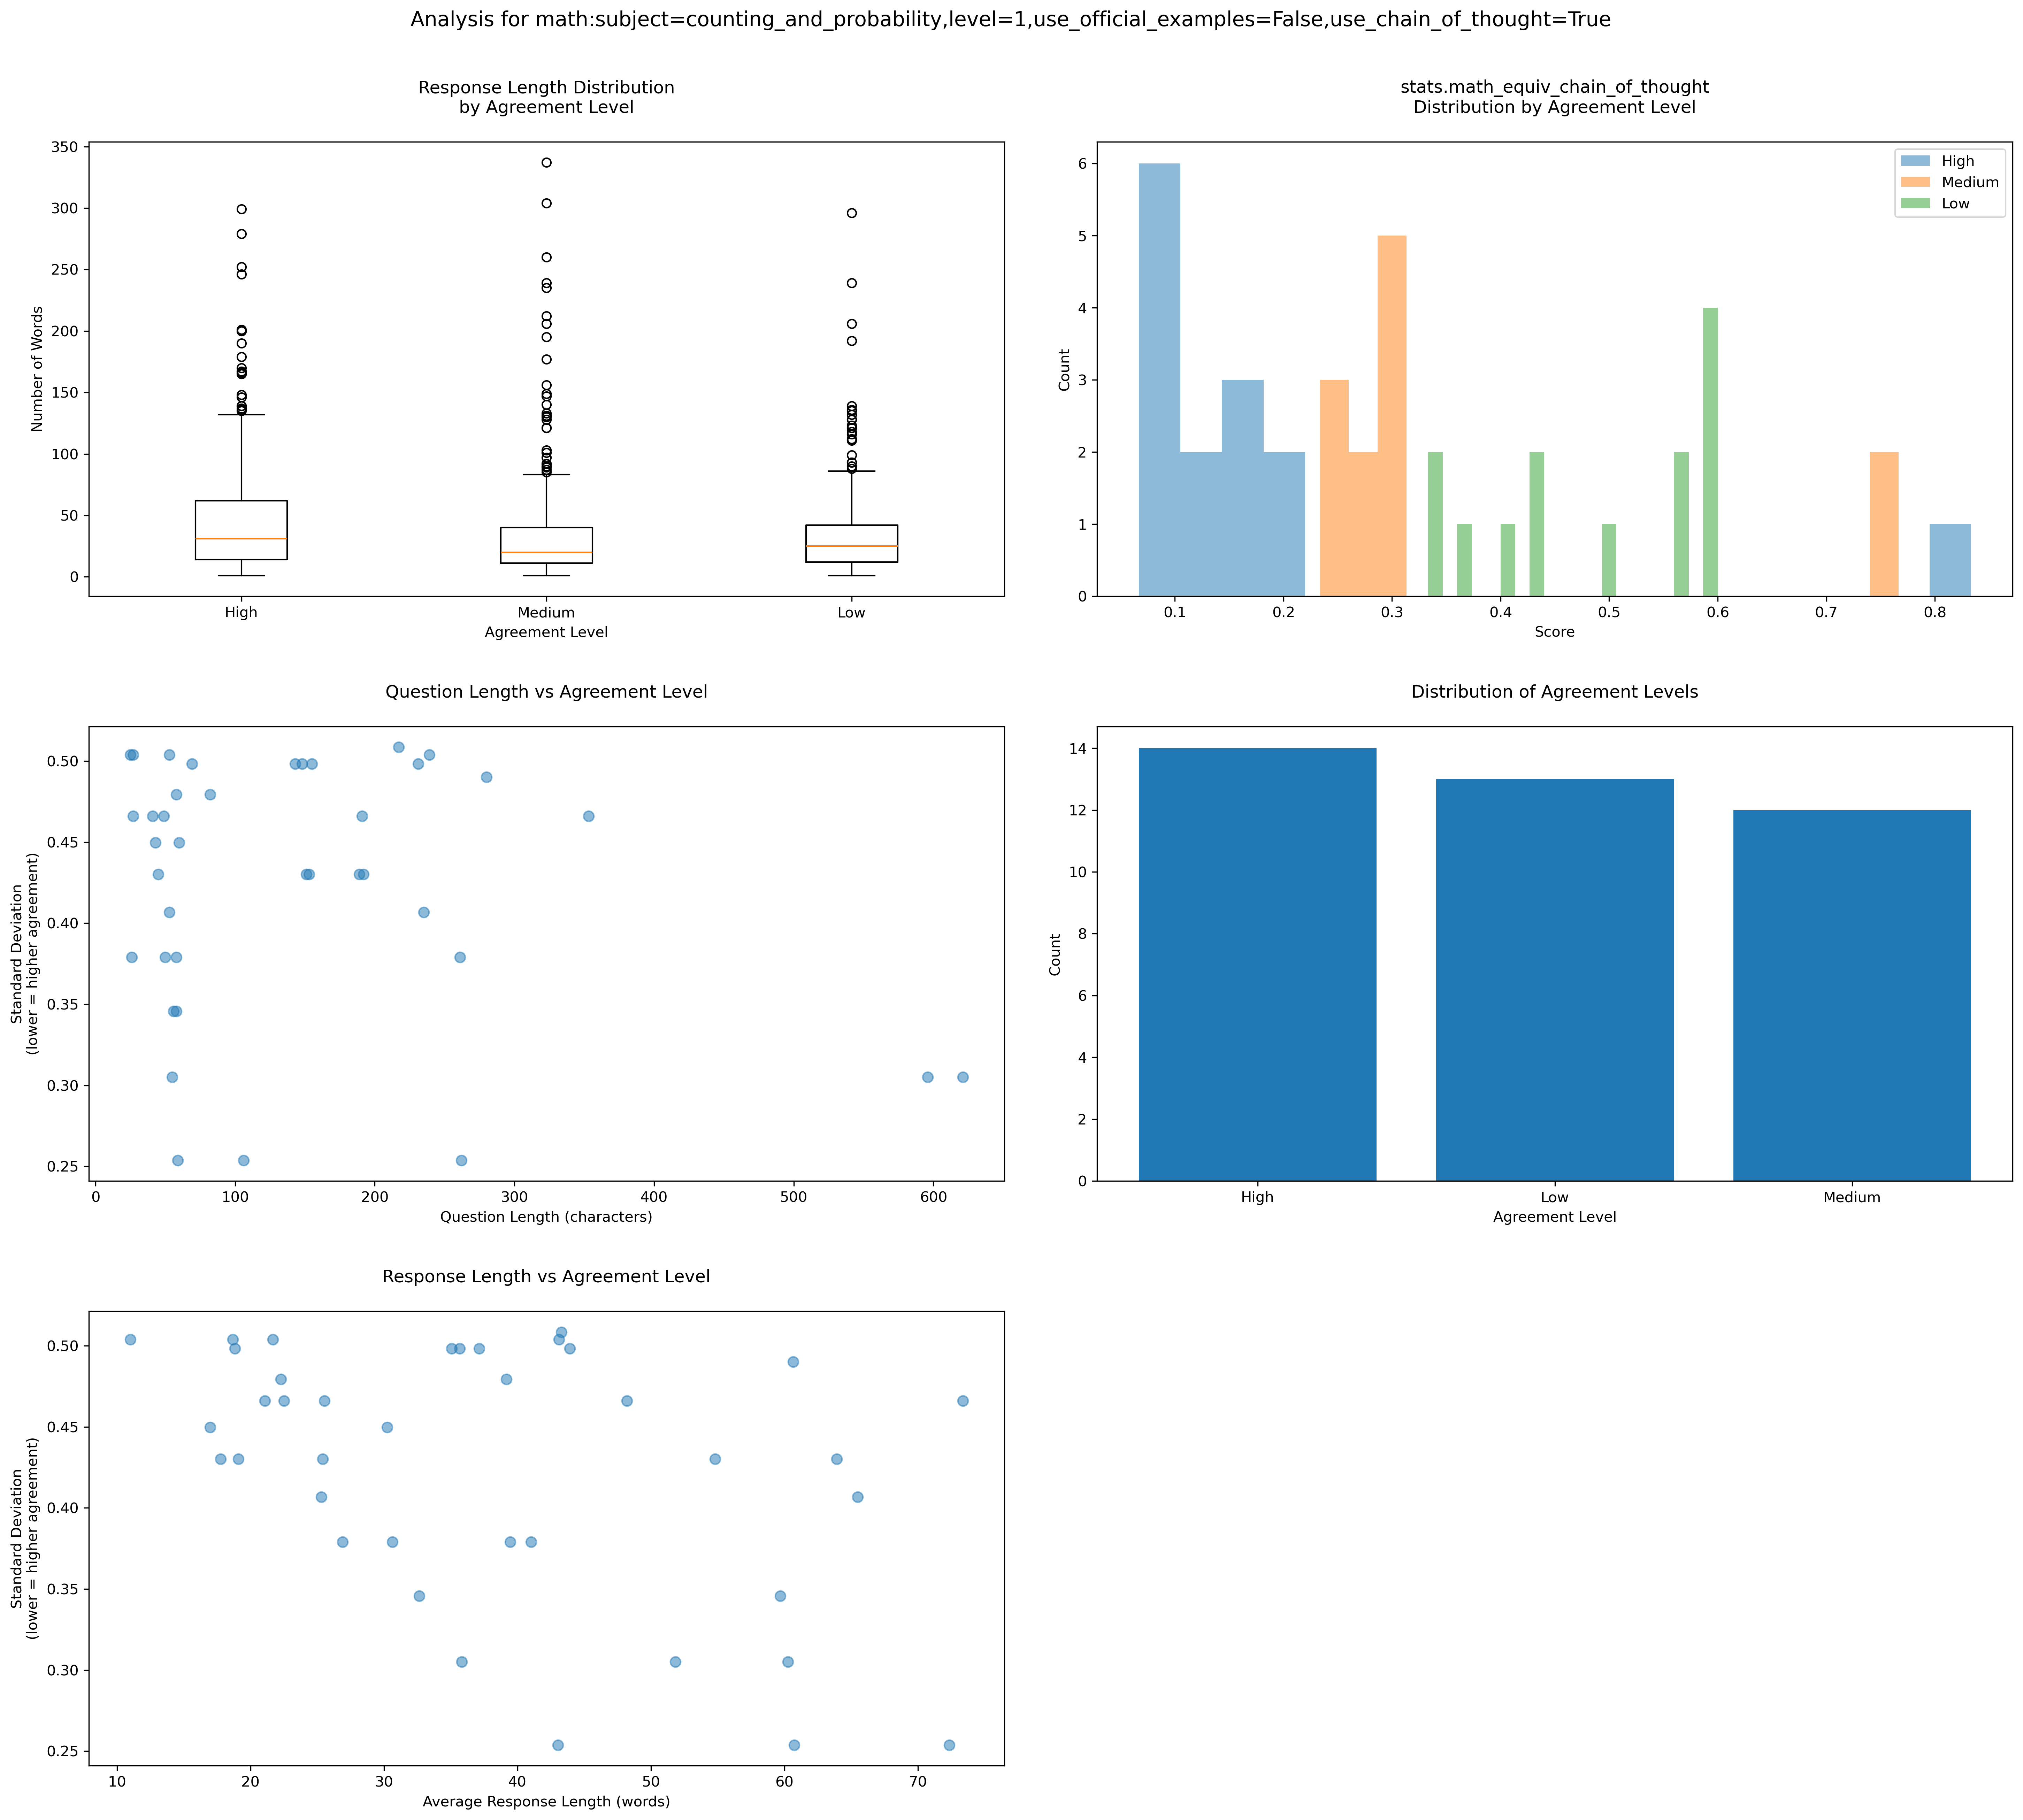 Analysis for math:subject=counting_and_probability,level=1,use_official_examples=False,use_chain_of_thought=True
Response Length Distribution
by Agreement Level
350
300
250
200
150
100
50
0
Number of Words
High
Medium
Low
Agreement Level
stats.math_equiv_chain_of_thought
Distribution by Agreement Level
6
5
4
3
2
1
0
Count
High
Medium
Low
0.1
0.2
0.3
0.4
0.5
0.6
0.7
0.8
Score
Question Length vs Agreement Level
0.50
0.45
0.40
0.35
0.30
0.25
Standard Deviation
(lower = higher agreement)
0
100
200
300
400
500
600
Question Length (characters)
Distribution of Agreement Levels
14
12
10
8
6
4
2
0
Count
High
Low
Medium
Agreement Level
Response Length vs Agreement Level
0.50
0.45
0.40
0.35
0.30
0.25
Standard Deviation
(lower = higher agreement)
10
20
30
40
50
60
70
Average Response Length (words)